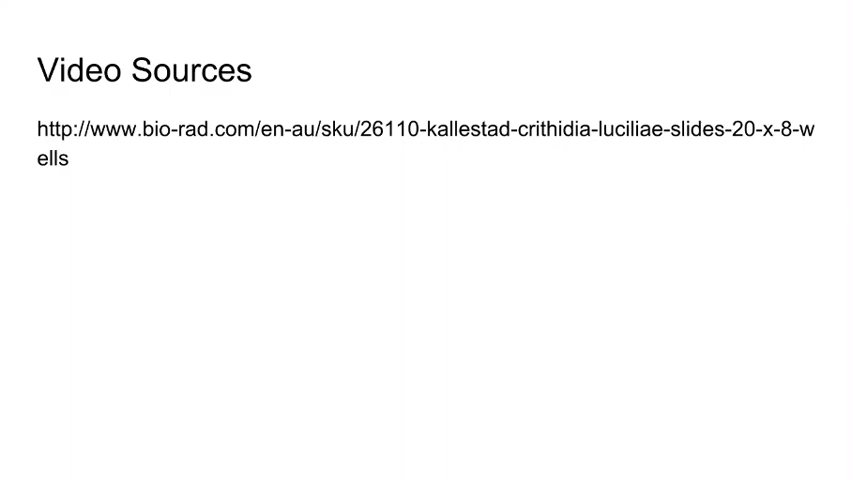 Video Sources
http://www.bio-rad.com/en-au/sku/26110-kallestad-crithidia-luciliae-slides-20-x-8-w
ells